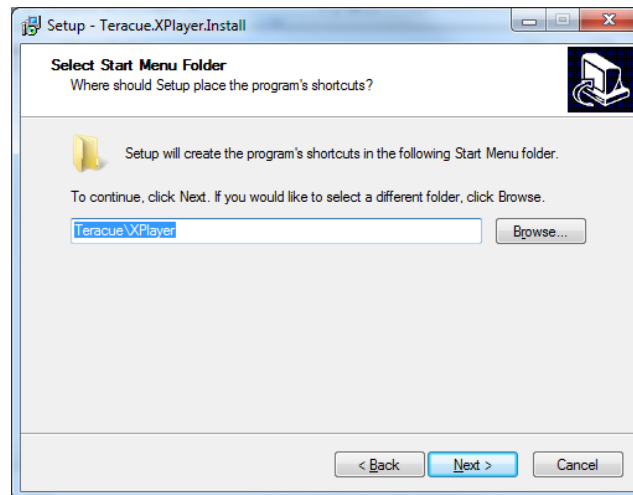 Setup - Teracue.XPlayer.Install
Select Start Menu Folder
Where should Setup place the program's shortcuts?
Setup will create the program's shortcuts in the following Start Menu folder.
To continue, click Next. If you would like to select a different folder, click Browse.
Teracue\XPlayer
Browse...
< Back
Next >
Cancel